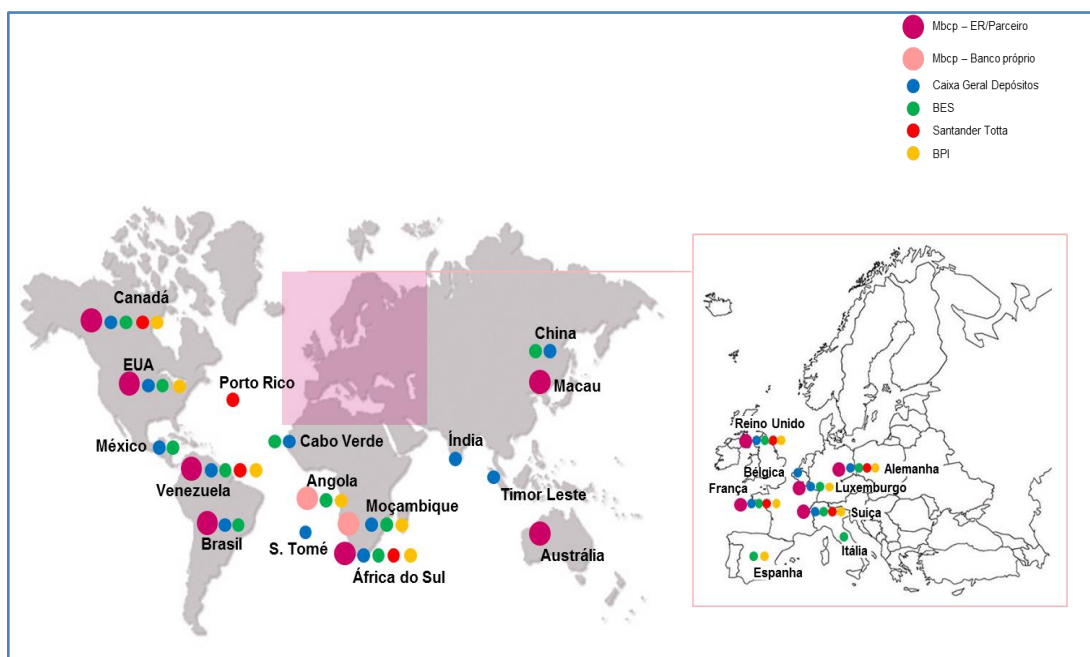 Mbcp – ER/Parceiro
Mbcp – Banco próprio
Caixa Geral Depósitos
BES
Santander Totta
BPI
Canadá
EUA
Porto Rico
México
Venezuela
Brasil
Cabo Verde
Angola
Moçambique
S. Tomé
África do Sul
China
Macau
Índia
Timor Leste
Austrália
Reino Unido
Bélgica
Alemanha
França
Luxemburgo
Suiça
Itália
Espanha